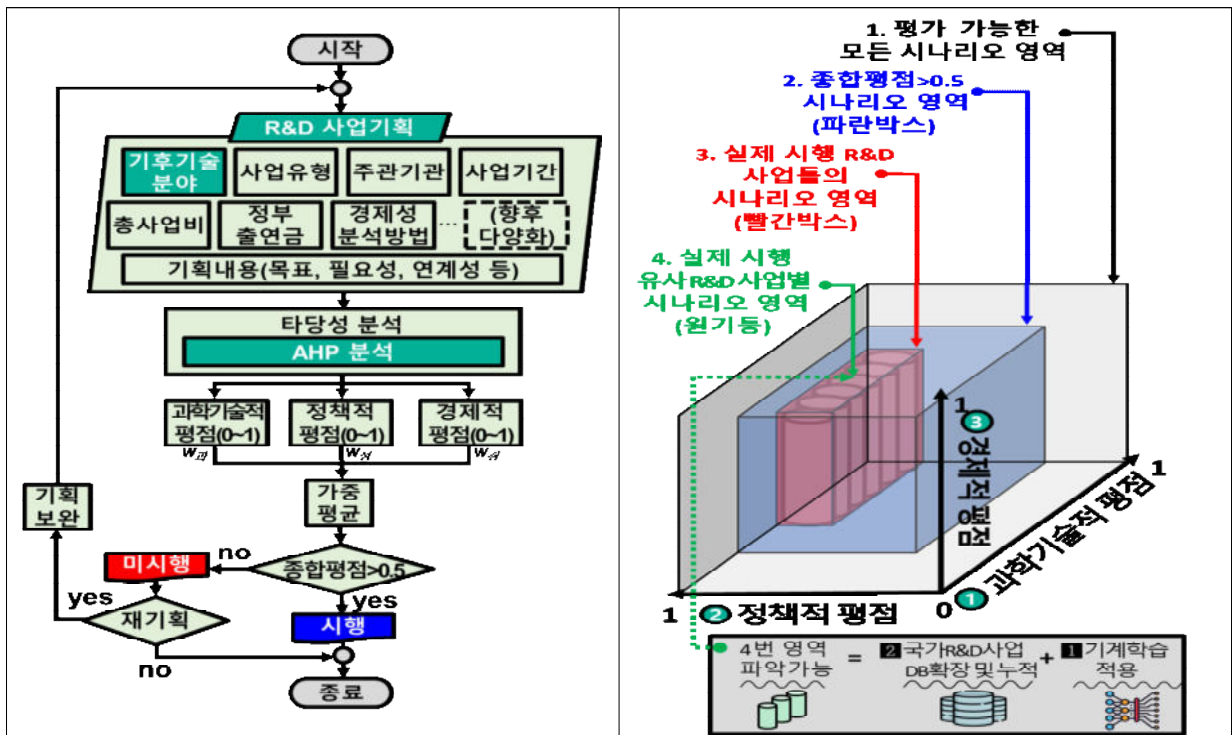 시작
R&D 사업기획
기후기술
분야
사업유형
주관기관
사업기간
총사업비
정부
출연금
경제성
분석방법
...
(향후
다양화)
기획내용(목표, 필요성, 연계성 등)
타당성 분석
AHP 분석
과학기술적
평점(0~1)
정책적
평점(0~1)
경제적
평점(0~1)
W과
가중
평균
기획
보완
종합평점>0.5
no
미시행
yes
yes
재기획
시행
no
종료
1. 평가 가능한
모든 시나리오 영역
2. 종합평점>0.5
시나리오 영역
(파란박스)
3. 실제 시행 R&D
사업들의
시나리오 영역
(빨간박스)
4. 실제 시행
유사R&D사업별
시나리오 영역
(원기둥)
1
3 경제적 평점
1
1 과학기술적 평점
0
2 정책적 평점
1
4번 영역
파악가능
=
2 국가R&D사업
DB확장 및 누적
+
1 기계학습
적용